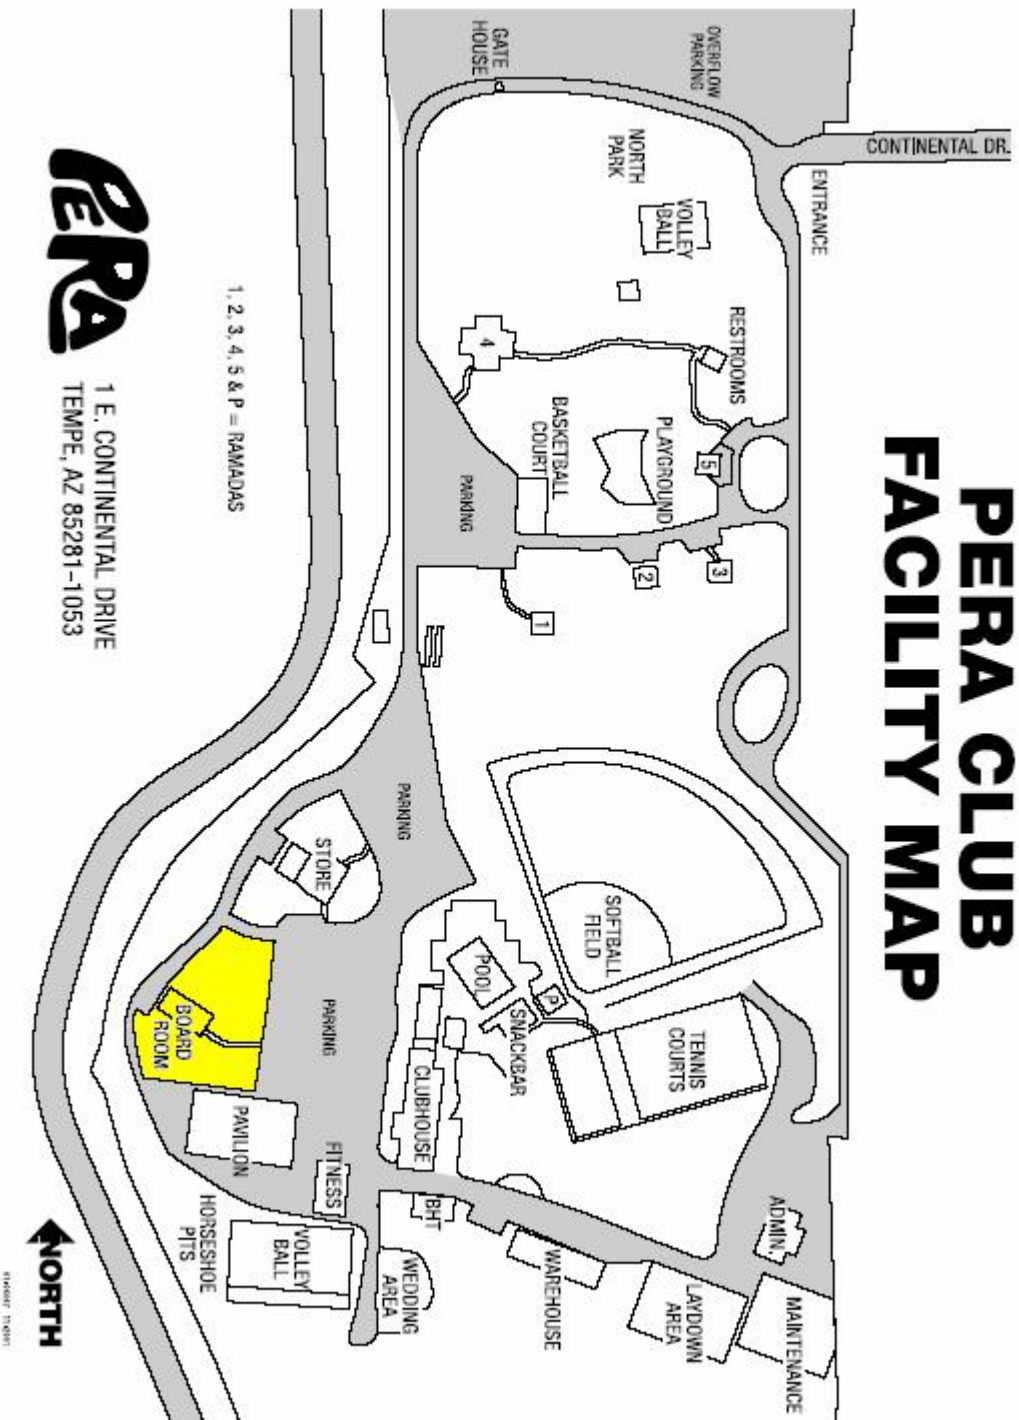 PERA CLUB
FACILITY MAP
CONTINENTAL DR.
ENTRANCE
OVERFLOW
PARKING
GATE
HOUSE
NORTH
PARK
VOLLEY
BALL
RESTROOMS
4
BASKETBALL
COURT
PLAYGROUND
5
PARKING
3
2
1
PARKING
STORE
SOFTBALL
FIELD
POOL
P
SNACKBAR
TENNIS
COURTS
PARKING
BOARD
ROOM
CLUBHOUSE
PAVILION
FITNESS
BHT
ADMIN
HORSESHOE
PITS
VOLLEY
BALL
WEDDING
AREA
WAREHOUSE
LAYDOWN
AREA
MAINTENANCE
1, 2, 3, 4, 5 & P = RAMADAS
PERA
1 E. CONTINENTAL DRIVE
TEMPE, AZ 85281-1053
NORTH